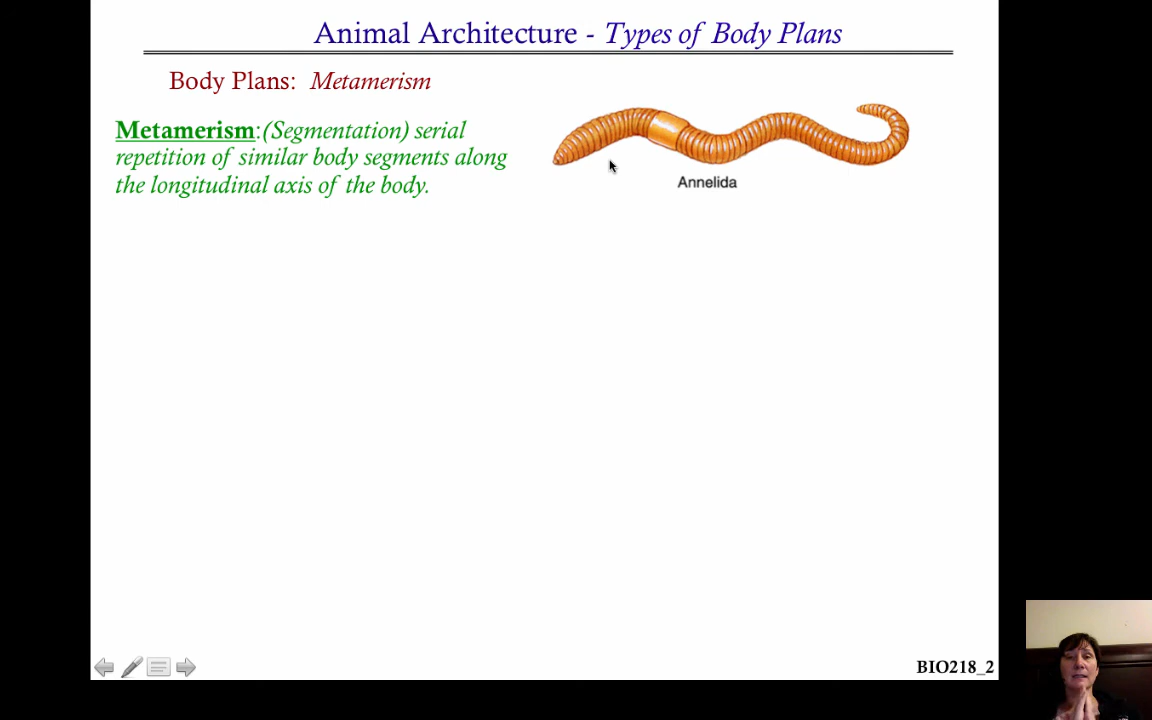 Animal Architecture - Types of Body Plans
Body Plans: Metamerism
Metamerism:(Segmentation) serial
repetition of similar body segments along
the longitudinal axis of the body.
Annelida
BIO218_2